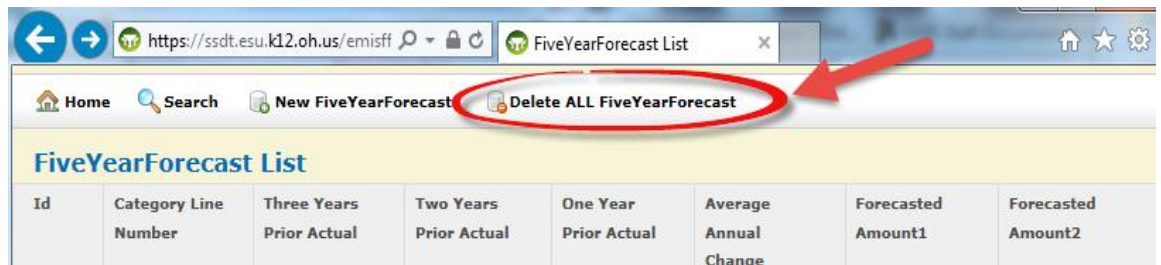 https://ssdt.esu.k12.oh.us/emisff FiveYearForecast List
Home Search New FiveYearForecast Delete ALL FiveYearForecast
FiveYearForecast List
Id Category Line Three Years Two Years One Year Average Forecasted Forecasted
Number Prior Actual Prior Actual Prior Actual Annual Amount1 Amount2
Change